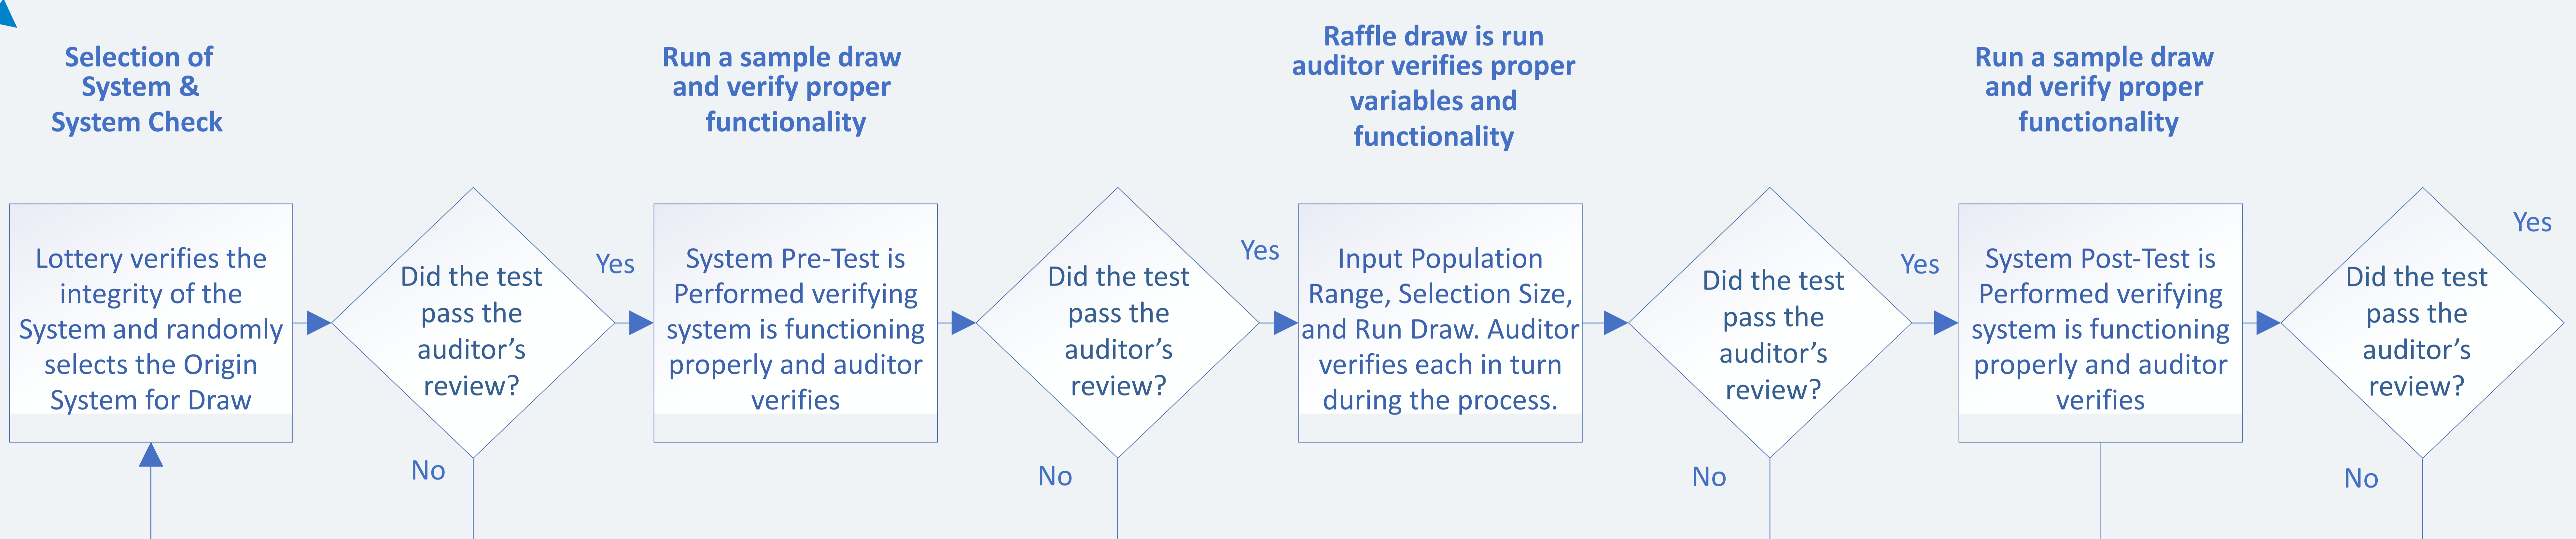 Selection of
System &
System Check
Run a sample draw
and verify proper
functionality
Raffle draw is run
auditor verifies proper
variables and
functionality
Run a sample draw
and verify proper
functionality
Lottery verifies the
integrity of the
System and randomly
selects the Origin
System for Draw
Did the test
pass the
auditor’s
review?
Yes
No
System Pre-Test is
Performed verifying
system is functioning
properly and auditor
verifies
Did the test
pass the
auditor’s
review?
Yes
No
Input Population
Range, Selection Size,
and Run Draw. Auditor
verifies each in turn
during the process.
Did the test
pass the
auditor’s
review?
Yes
No
System Post-Test is
Performed verifying
system is functioning
properly and auditor
verifies
Did the test
pass the
auditor’s
review?
Yes
No